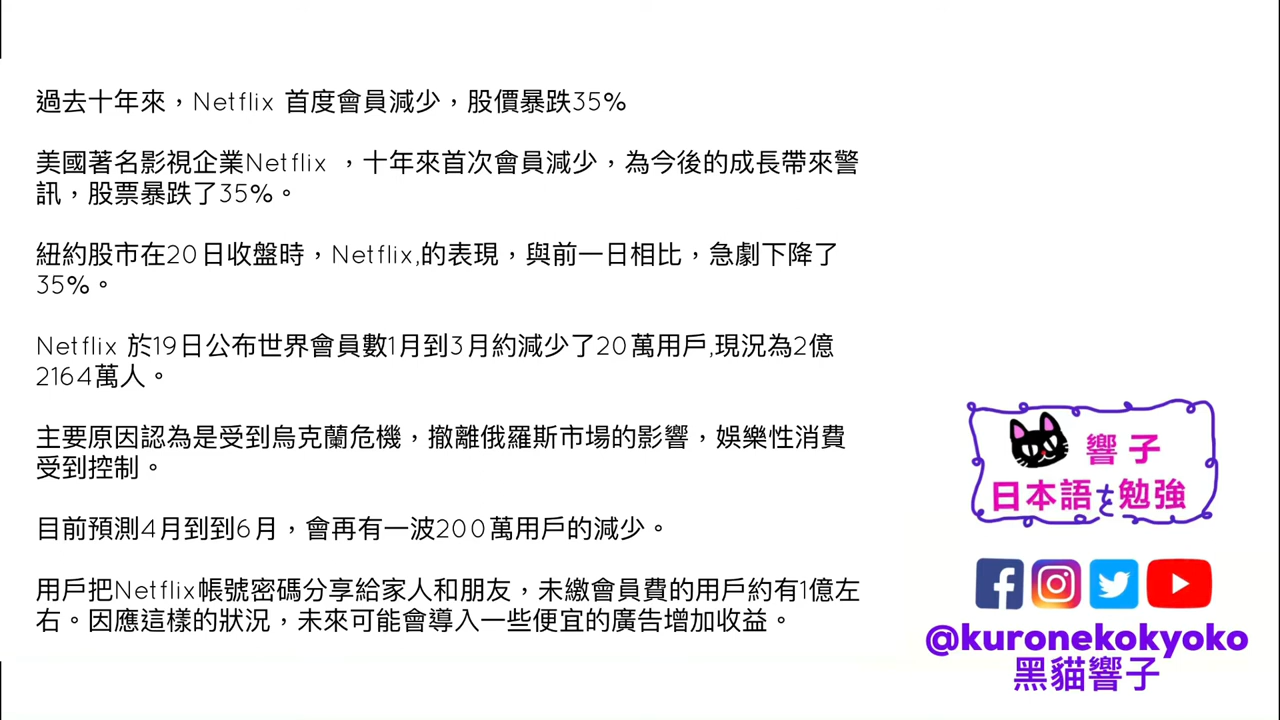 過去十年來，Netflix 首度會員減少，股價暴跌35%
美國著名影視企業Netflix ，十年來首次會員減少，為今後的成長帶來警
訊，股票暴跌了35%。
紐約股市在20日收盤時，Netflix,的表現，與前一日相比，急劇下降了
35%。
Netflix 於19日公布世界會員數1月到3月約減少了20萬用戶,現況為2億
2164萬人。
主要原因認為是受到烏克蘭危機，撤離俄羅斯市場的影響，娛樂性消費
受到控制。
目前預測4月到到6月，會再有一波200萬用戶的減少。
用戶把Netflix帳號密碼分享給家人和朋友，未繳會員費的用戶約有1億左
右。因應這樣的狀況，未來可能會導入一些便宜的廣告增加收益。
響子
日本語を勉強
@kuronekokyoko
黑貓響子